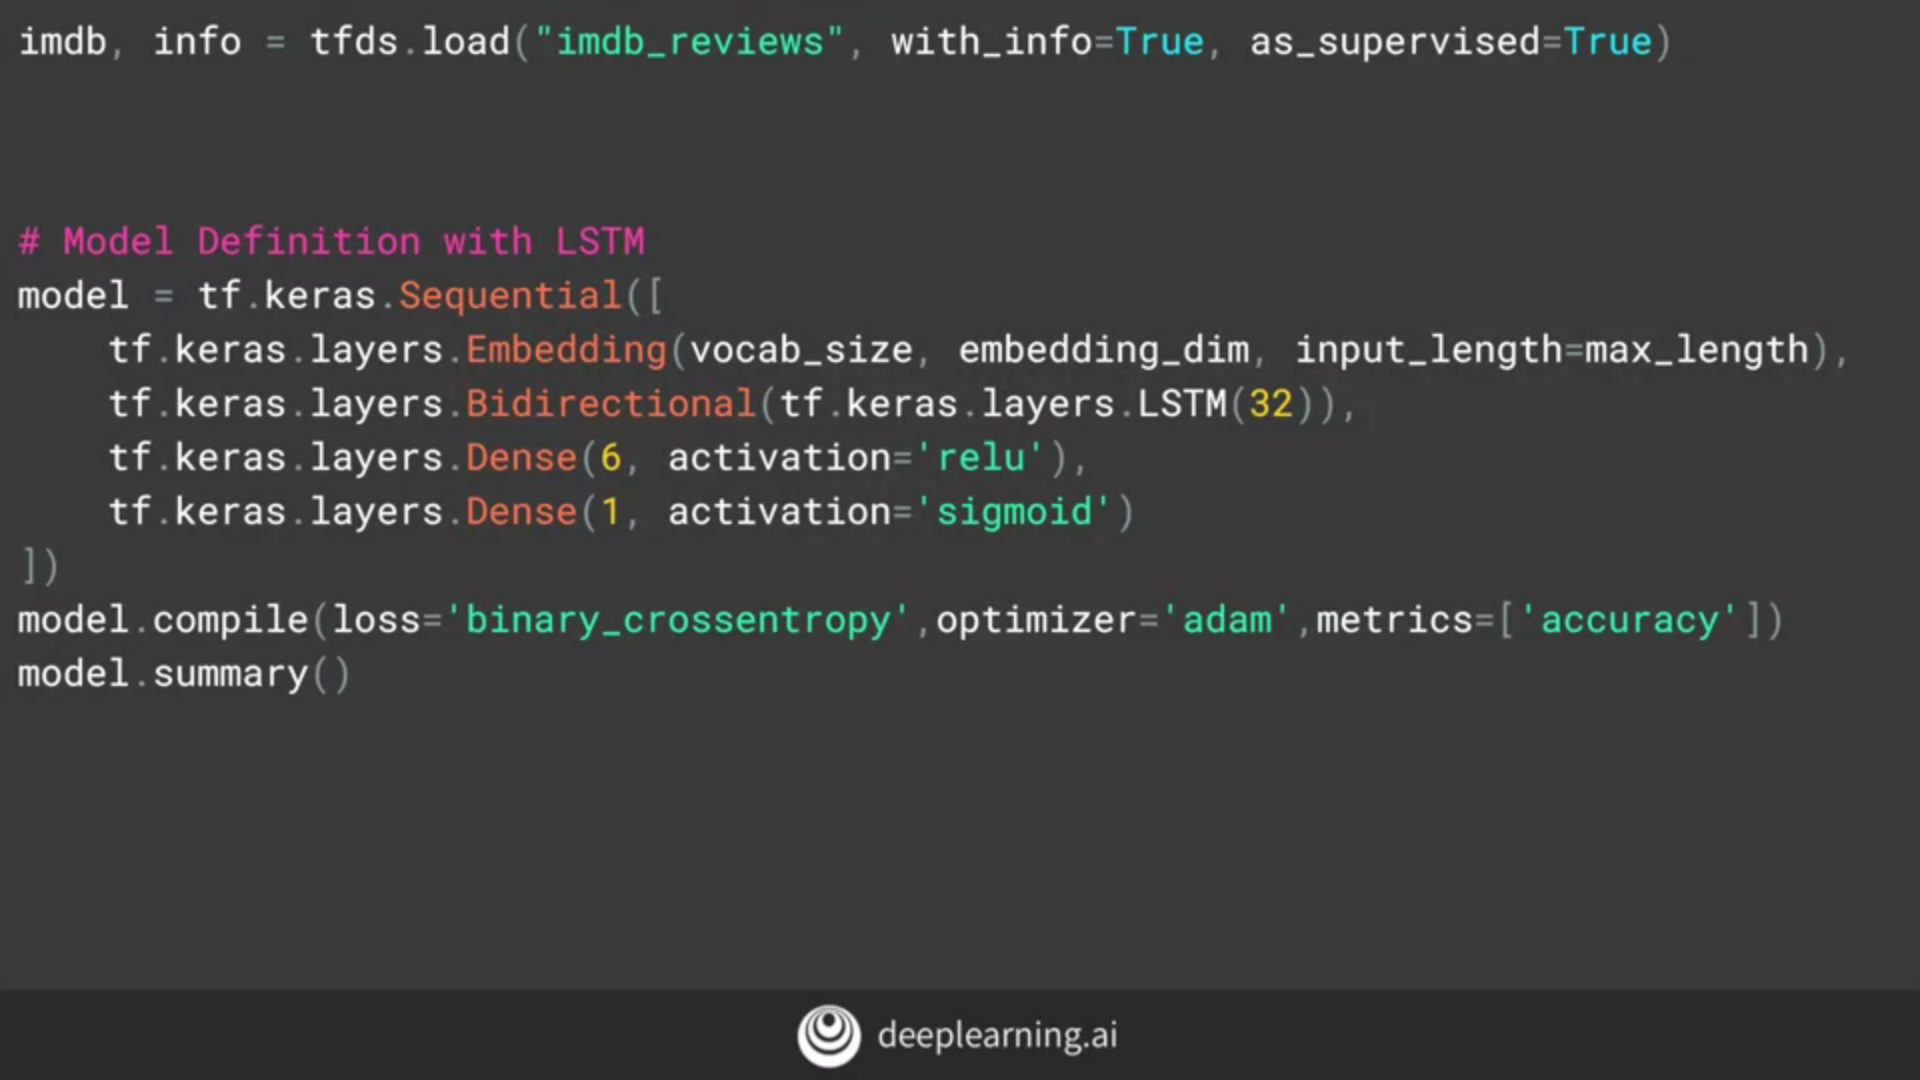 imdb, info = tfds.load("imdb_reviews", with_info=True, as_supervised=True)
# Model Definition with LSTM
model = tf.keras.Sequential([
    tf.keras.layers.Embedding(vocab_size, embedding_dim, input_length=max_length),
    tf.keras.layers.Bidirectional(tf.keras.layers.LSTM(32)),
    tf.keras.layers.Dense(6, activation='relu'),
    tf.keras.layers.Dense(1, activation='sigmoid')
])
model.compile(loss='binary_crossentropy',optimizer='adam',metrics=['accuracy'])
model.summary()
deeplearning.ai